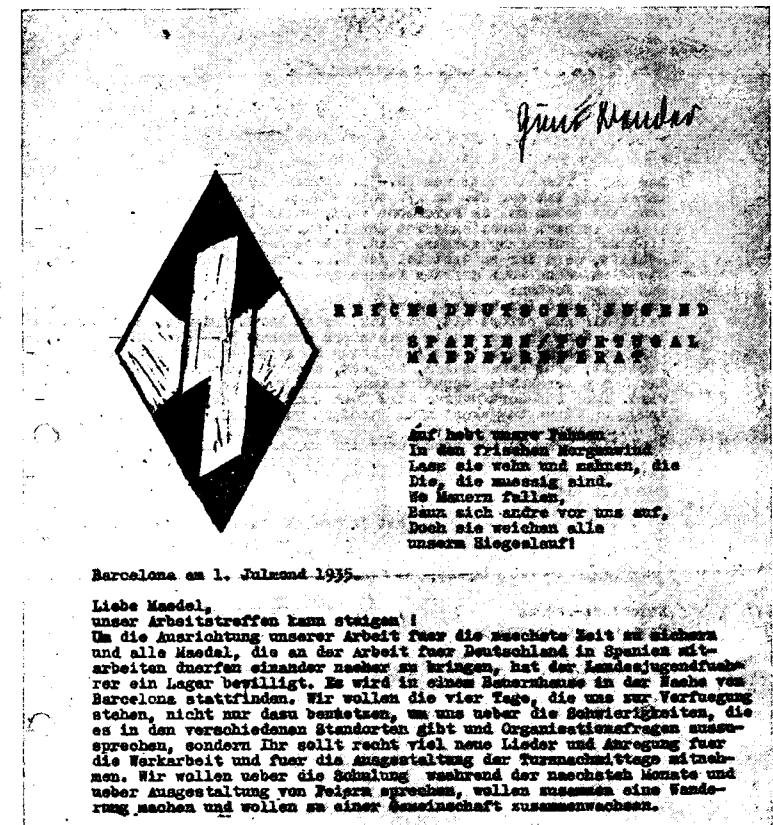 REICHSDEUTSCHE JUGEND
SPANIEN/PORTUGAL
MAEDELREFERAT
Auf hebt unsre Fahnen
In den frischen Morgenwind
Lasz sie wehn und mahnen, die
Die, die muessig sind.
Wo Mauern fallen,
Baun sich andre vor uns auf,
Doch sie weichen alle
unserm Siegeslauf!
Barcelona am 1. Julmond 1935.
Liebe Maedel,
unser Arbeitstreffen kann steigen !
Um die Ausrichtung unserer Arbeit fuer die naechste Zeit zu sichern
und alle Maedel, die an der Arbeit fuer Deutschland in Spanien mit-
arbeiten duerfen einander naeher zu bringen, hat der Landesjugendfueh-
rer ein Lager bewilligt. Es wird in einem Bauernhause in der Naehe von
Barcelona stattfinden. Wir wollen die vier Tage, die uns zur Verfuegung
stehen, nicht nur dazu benuetzen, um uns ueber die Schwierigkeiten, die
es in den verschiedenen Standorten gibt und Organisationsfragen auszu-
sprechen, sondern Ihr sollt recht viel neue Lieder und Anregung fuer
die Werkarbeit und fuer die Ausgestaltung der Turnnachmittage mitneh-
men. Wir wollen ueber die Schulung waehrend der naechsten Monate und
ueber Ausgestaltung von Feiern sprechen, wollen zusammen eine Wande-
rung machen und wollen zu einer Gemeinschaft zusammenwachsen.